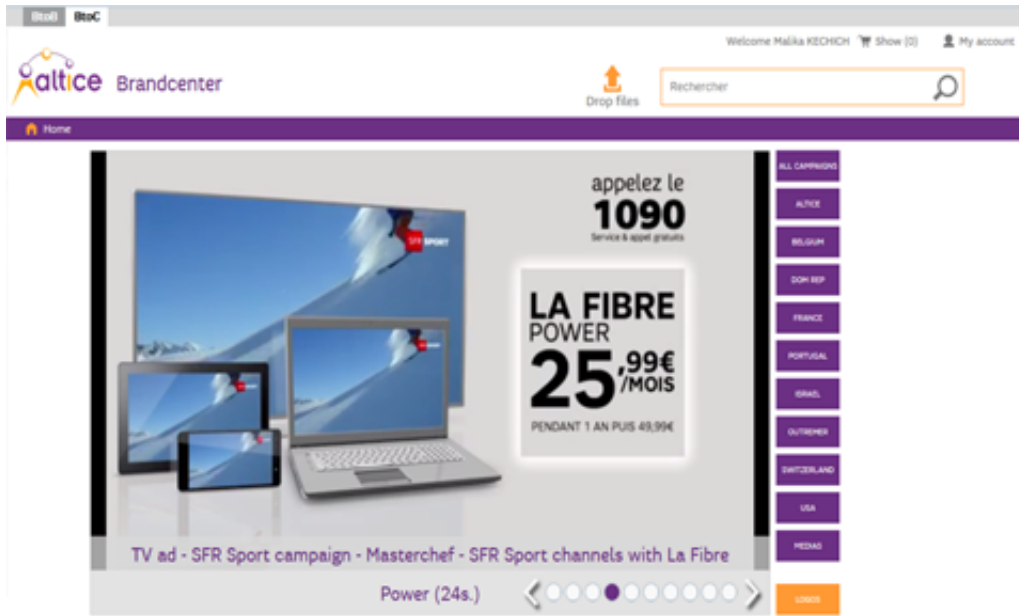 BtoB BtoC
Welcome Malika KECHICH Show (0) My account
altice Brandcenter
Drop files
Rechercher
Home
appelez le
1090
Service & appel gratuits
SFR SPORT
LA FIBRE
POWER
25,99€
/MOIS
PENDANT 1 AN PUIS 49,99€
TV ad - SFR Sport campaign - Masterchef - SFR Sport channels with La Fibre
Power (24s.)
ALL CAMPAIGNS
ALTICE
BELGIUM
DOM REP
FRANCE
PORTUGAL
ISRAEL
OUTREMER
SWITZERLAND
USA
MEDIAS
LOGOS